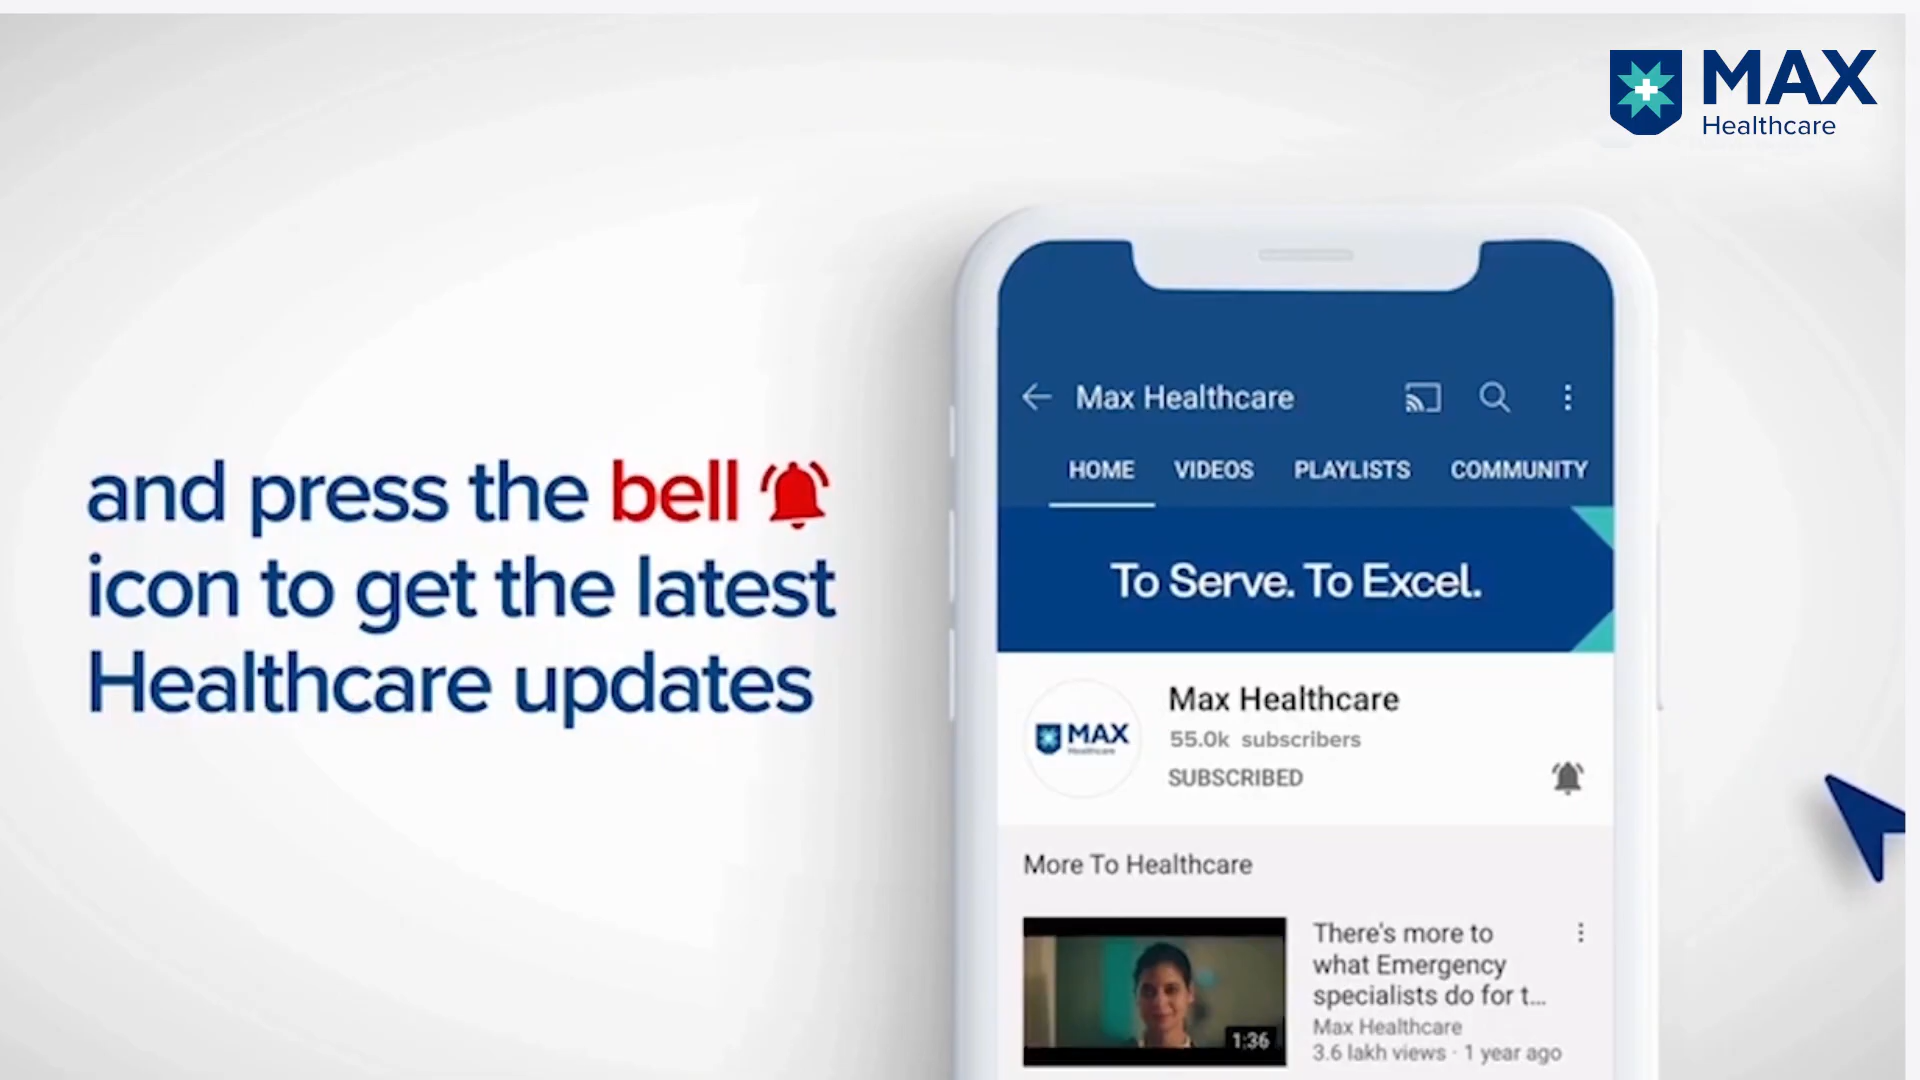 MAX
Healthcare
and press the bell
icon to get the latest
Healthcare updates
Max Healthcare
HOME VIDEOS PLAYLISTS COMMUNITY
To Serve. To Excel.
MAX
Healthcare
Max Healthcare
55.0k subscribers
SUBSCRIBED
More To Healthcare
There's more to
what Emergency
specialists do for t...
Max Healthcare
3.6 lakh views · 1 year ago
1:36